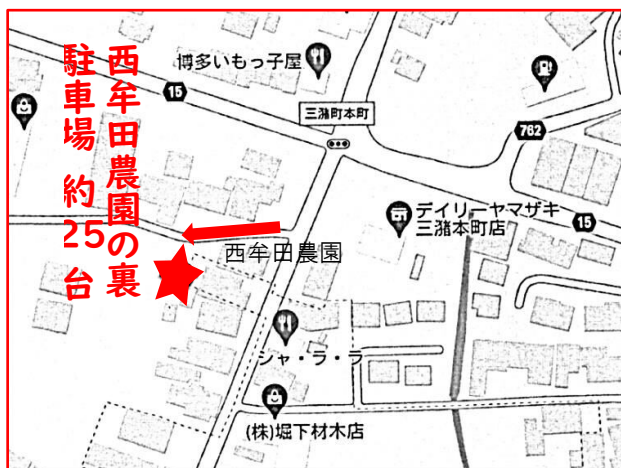 西牟田農園の裏
駐車場 約25台
博多いもっ子屋
15
三潴町本町
762
デイリーヤマザキ
三潴本町店
15
西牟田農園
シャ・ラ・ラ
(株)堀下材木店